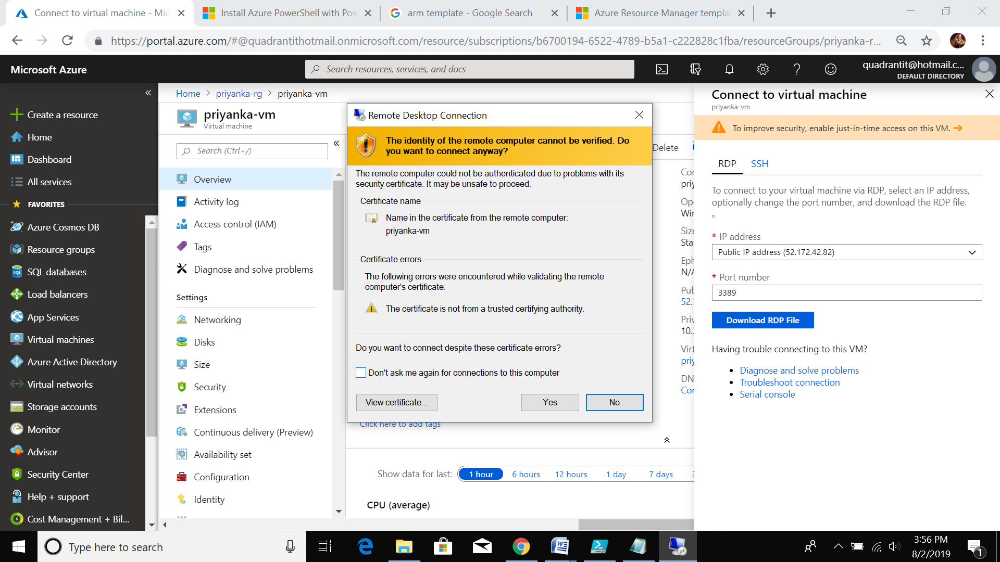 Connect to virtual machine - Mic
Install Azure PowerShell with Pow
arm template - Google Search
Azure Resource Manager templa
https://portal.azure.com/#@quadrantithotmail.onmicrosoft.com/resource/subscriptions/b6700194-6522-4789-b5a1-c222828c1fba/resourceGroups/priyanka-r...
Microsoft Azure
Search resources, services, and docs
quadrantit@hotmail.c...
DEFAULT DIRECTORY
Create a resource
Home
Dashboard
All services
FAVORITES
Azure Cosmos DB
Resource groups
SQL
SQL databases
Load balancers
App Services
Virtual machines
Azure Active Directory
Virtual networks
Storage accounts
Monitor
Advisor
Security Center
Help + support
Cost Management + Bil...
Home > priyanka-rg > priyanka-vm
priyanka-vm
Virtual machine
Search (Ctrl+/)
Overview
Activity log
Access control (IAM)
Tags
Diagnose and solve problems
Settings
Networking
Disks
Size
Security
Extensions
Continuous delivery (Preview)
Availability set
Configuration
Identity
Delete
Remote Desktop Connection
The identity of the remote computer cannot be verified. Do
you want to connect anyway?
The remote computer could not be authenticated due to problems with its
security certificate. It may be unsafe to proceed.
Certificate name
Name in the certificate from the remote computer:
priyanka-vm
Certificate errors
The following errors were encountered while validating the remote
computer's certificate:
The certificate is not from a trusted certifying authority.
Do you want to connect despite these certificate errors?
Don't ask me again for connections to this computer
View certificate...
Yes
No
Click here to add tags
Show data for last:
1 hour
6 hours
12 hours
1 day
7 days
CPU (average)
Connect to virtual machine
priyanka-vm
To improve security, enable just-in-time access on this VM.
RDP
SSH
To connect to your virtual machine via RDP, select an IP address,
optionally change the port number, and download the RDP file.
* IP address
Public IP address (52.172.42.82)
* Port number
3389
Download RDP File
Having trouble connecting to this VM?
Diagnose and solve problems
Troubleshoot connection
Serial console
Type here to search
3:56 PM
8/2/2019
1